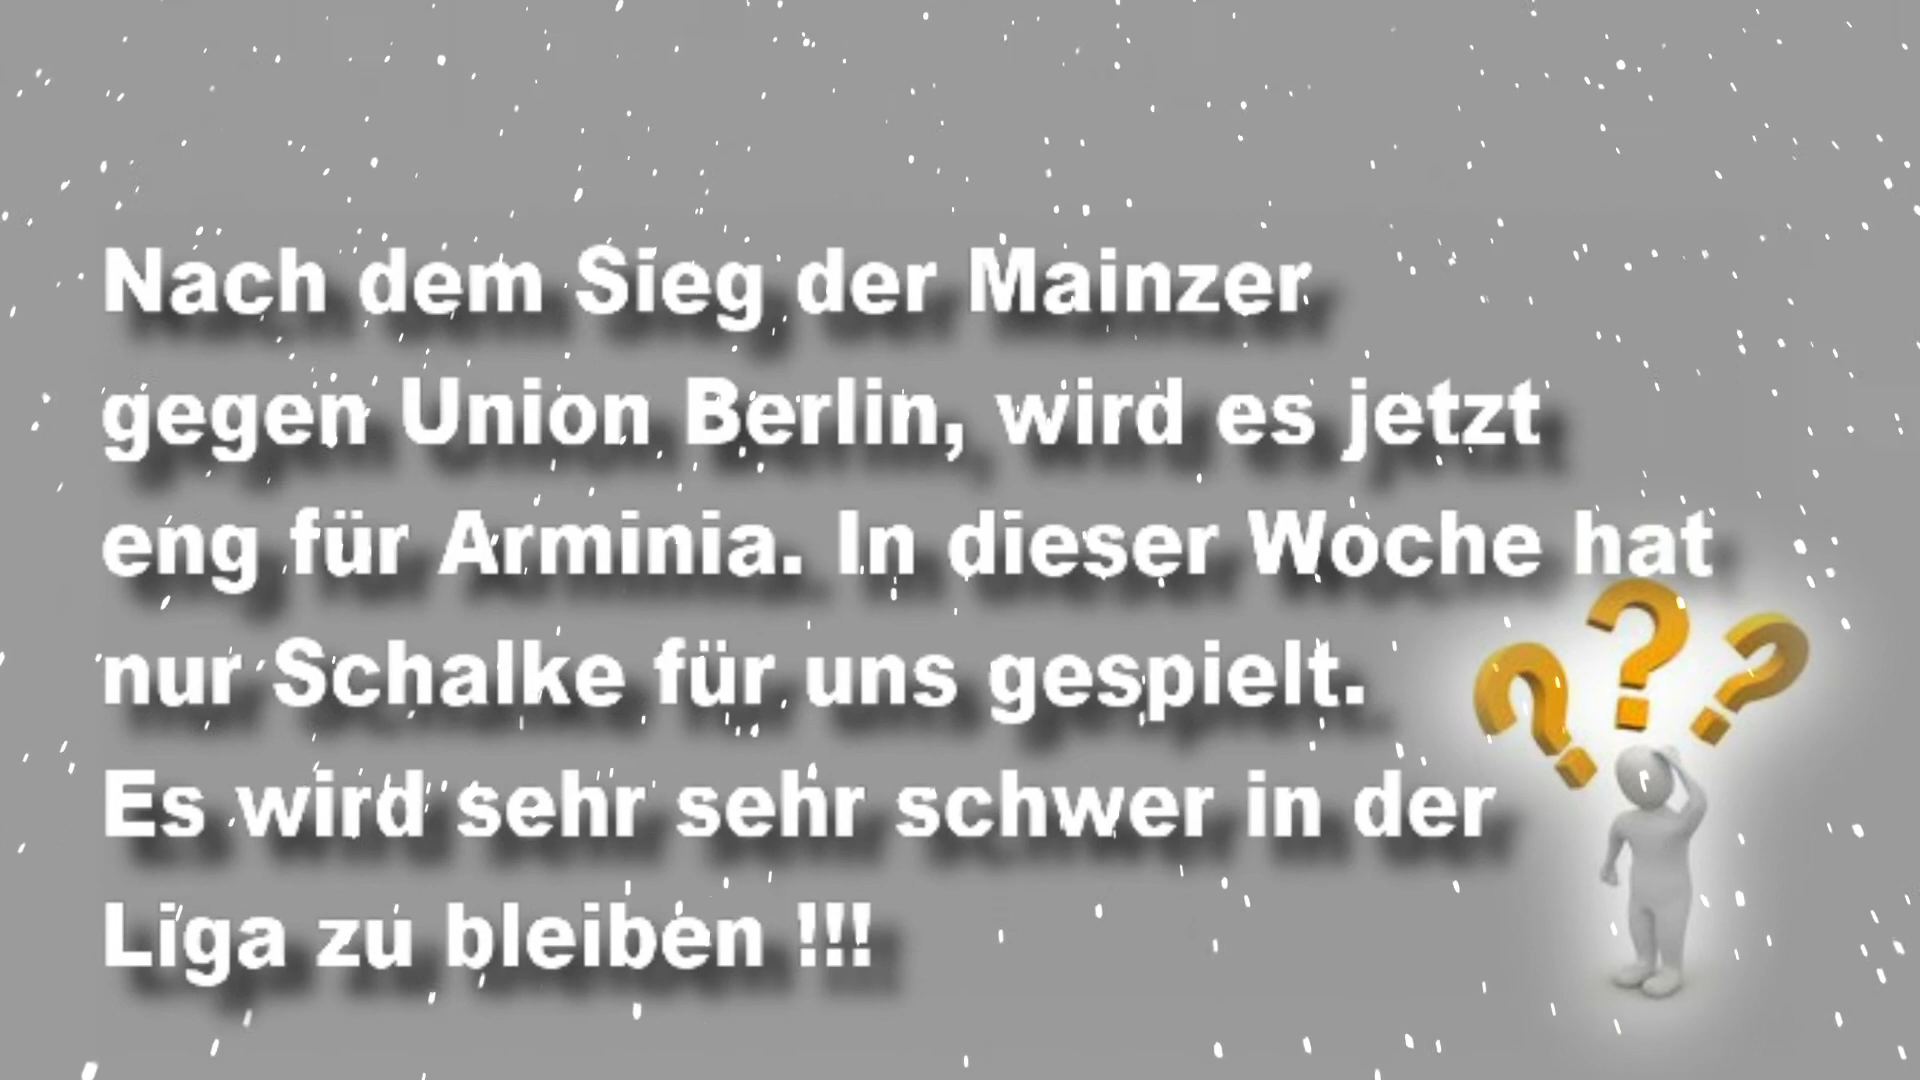 Nach dem Sieg der Mainzer
gegen Union Berlin, wird es jetzt
eng für Arminia. In dieser Woche hat
nur Schalke für uns gespielt.
Es wird sehr sehr schwer in der
Liga zu bleiben !!!
???